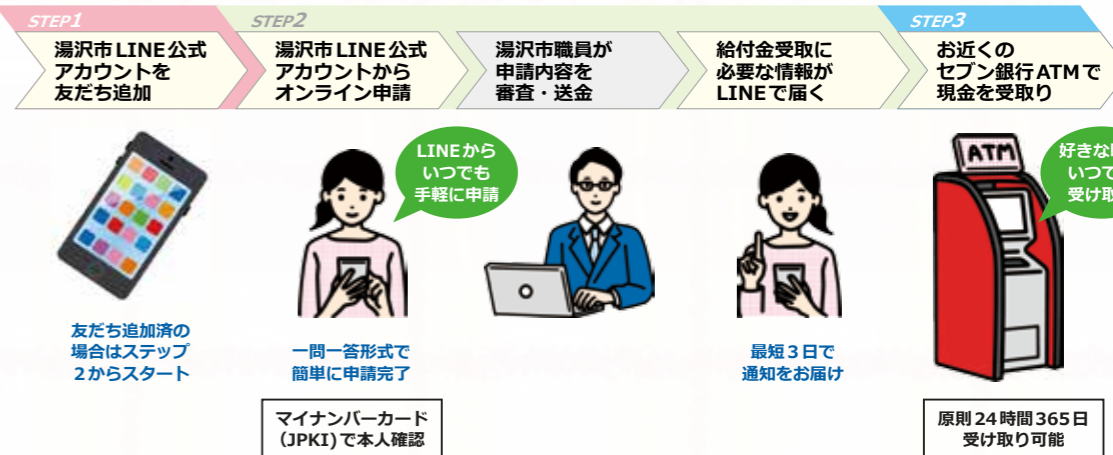 STEP1
湯沢市LINE公式
アカウントを
友だち追加
STEP2
湯沢市LINE公式
アカウントから
オンライン申請
湯沢市職員が
申請内容を
審査・送金
給付金受取に
必要な情報が
LINEで届く
STEP3
お近くの
セブン銀行ATMで
現金を受取り
LINEから
いつでも
手軽に申請
ATM
好きな
いつで
受け取
友だち追加済の
場合はステップ
2からスタート
一問一答形式で
簡単に申請完了
最短3日で
通知をお届け
マイナンバーカード
(JPKI)で本人確認
原則24時間365日
受け取り可能